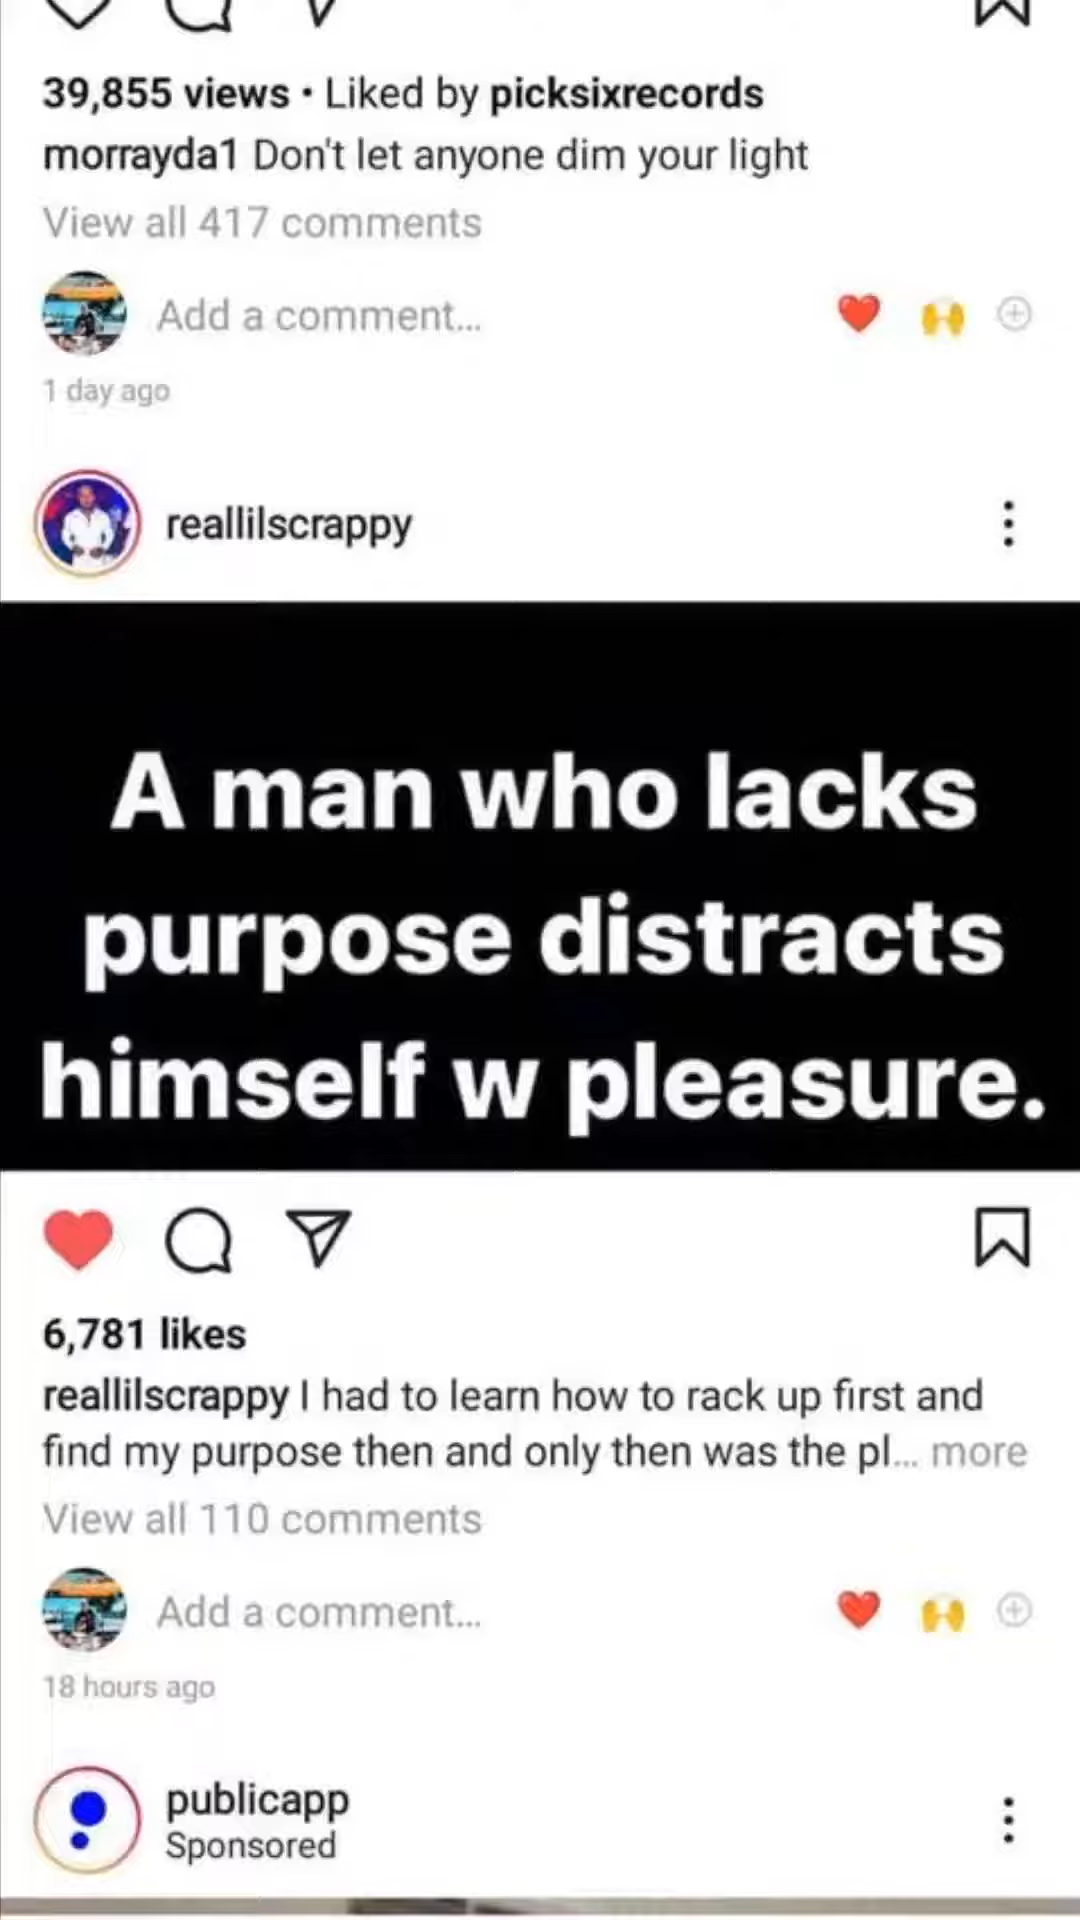 39,855 views • Liked by picksixrecords
morrayda1 Don't let anyone dim your light
View all 417 comments
Add a comment...
1 day ago
reallilscrappy
A man who lacks
purpose distracts
himself w pleasure.
6,781 likes
reallilscrappy I had to learn how to rack up first and
find my purpose then and only then was the pl... more
View all 110 comments
Add a comment...
18 hours ago
publicapp
Sponsored